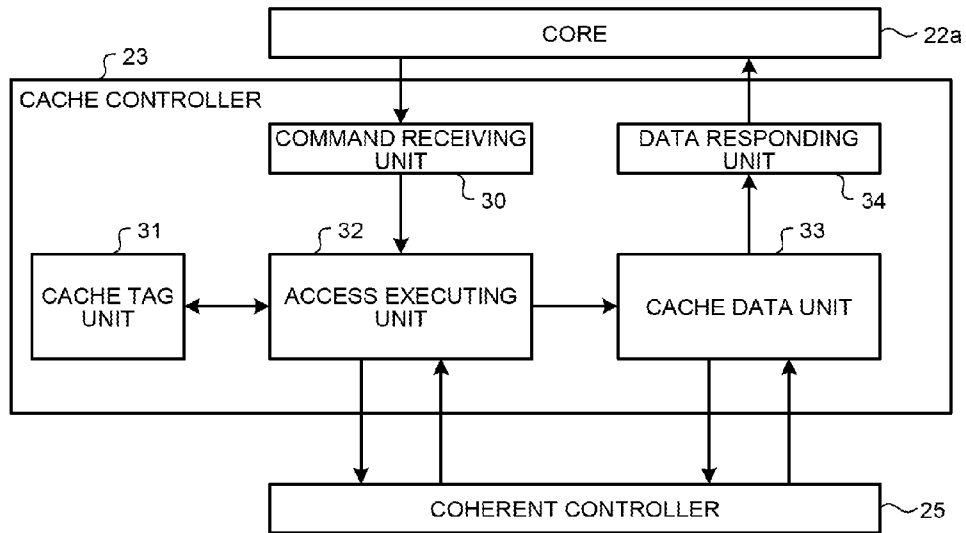 CORE
22a
23
CACHE CONTROLLER
COMMAND RECEIVING
UNIT
30
DATA RESPONDING
UNIT
34
31
CACHE TAG
UNIT
32
ACCESS EXECUTING
UNIT
33
CACHE DATA UNIT
COHERENT CONTROLLER
25